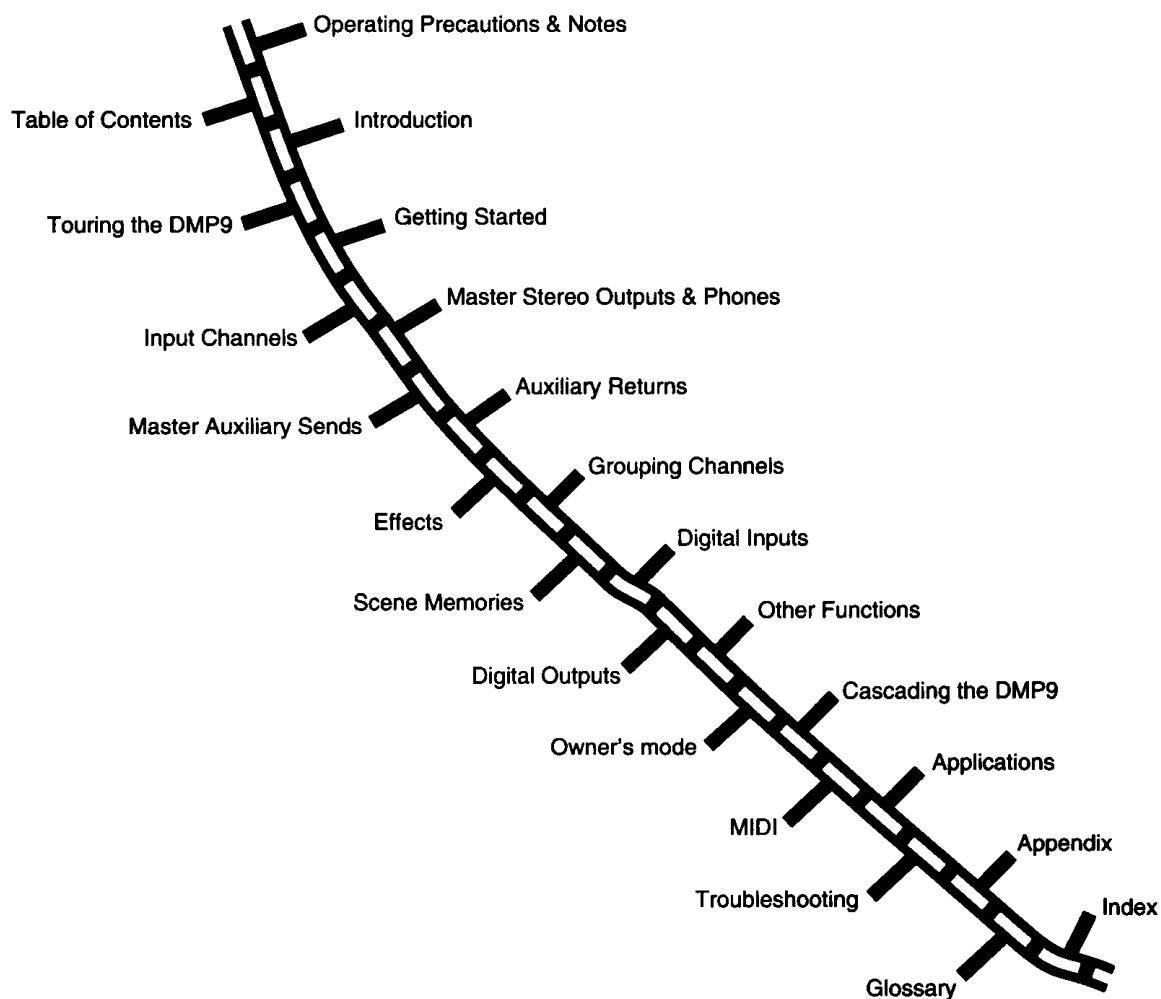 Operating Precautions & Notes
Table of Contents
Introduction
Touring the DMP9
Getting Started
Master Stereo Outputs & Phones
Input Channels
Auxiliary Returns
Master Auxiliary Sends
Grouping Channels
Effects
Digital Inputs
Scene Memories
Other Functions
Digital Outputs
Cascading the DMP9
Owner's mode
Applications
MIDI
Appendix
Troubleshooting
Index
Glossary